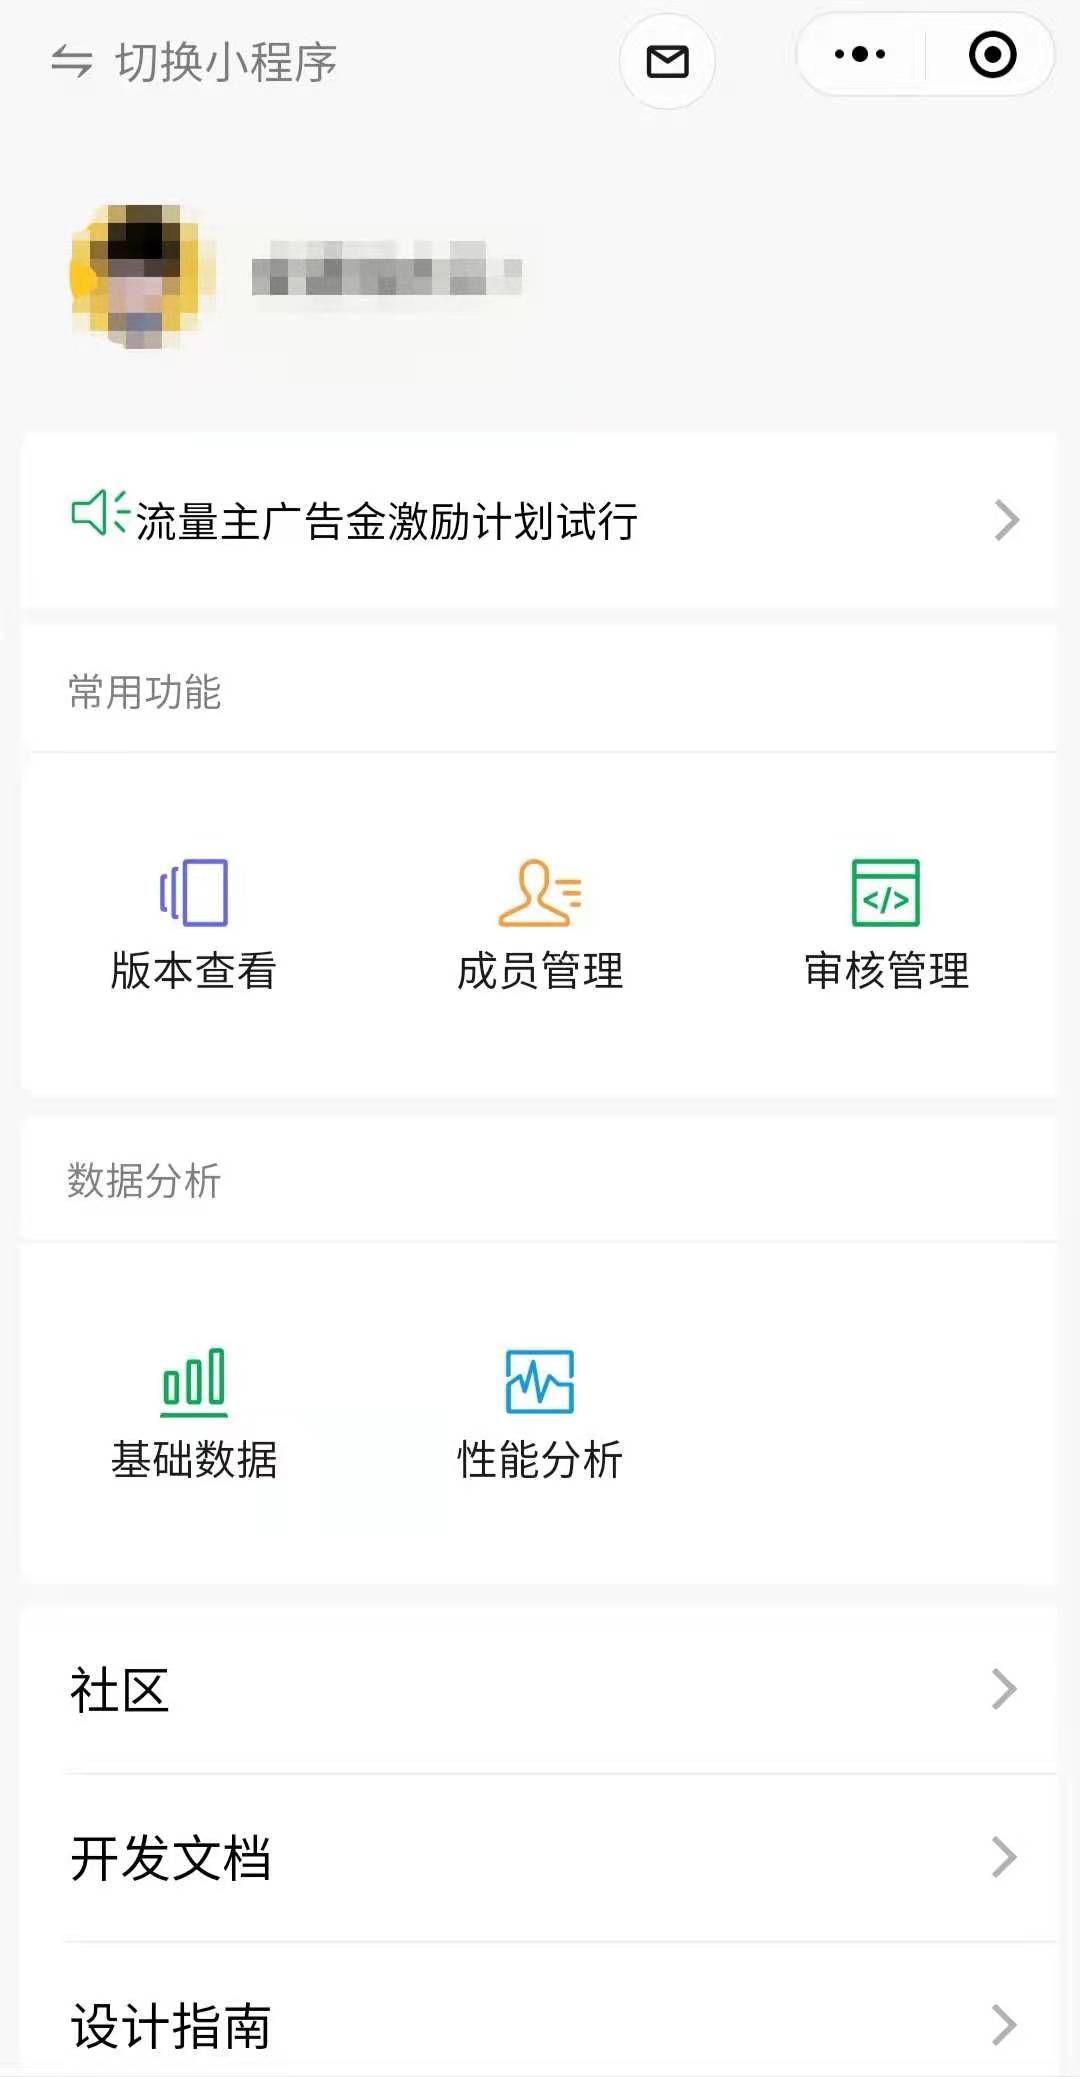 切换小程序
流量主广告金激励计划试行
常用功能
版本查看 成员管理 审核管理
数据分析
基础数据 性能分析
社区
开发文档
设计指南